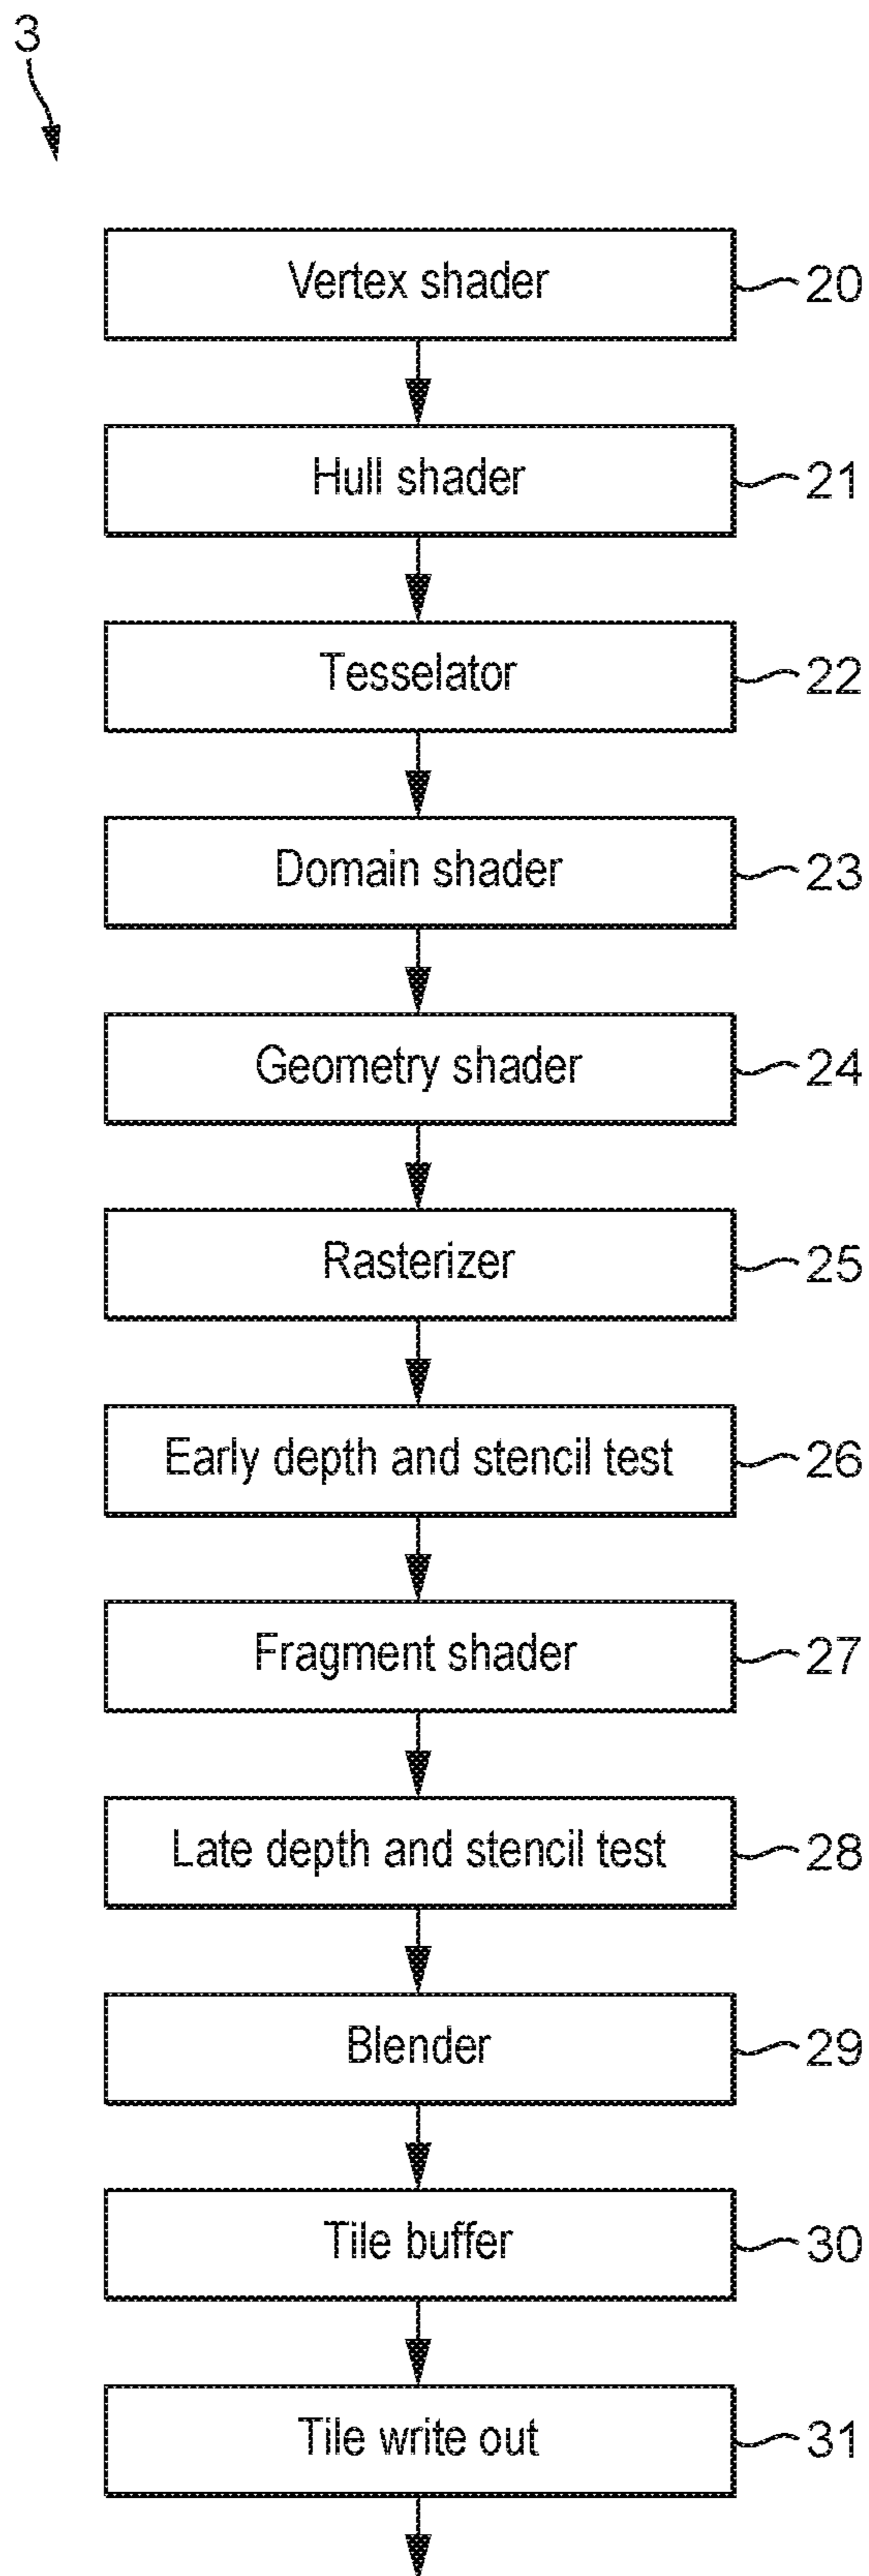 3
Vertex shader 20
Hull shader 21
Tesselator 22
Domain shader 23
Geometry shader 24
Rasterizer 25
Early depth and stencil test 26
Fragment shader 27
Late depth and stencil test 28
Blender 29
Tile buffer 30
Tile write out 31